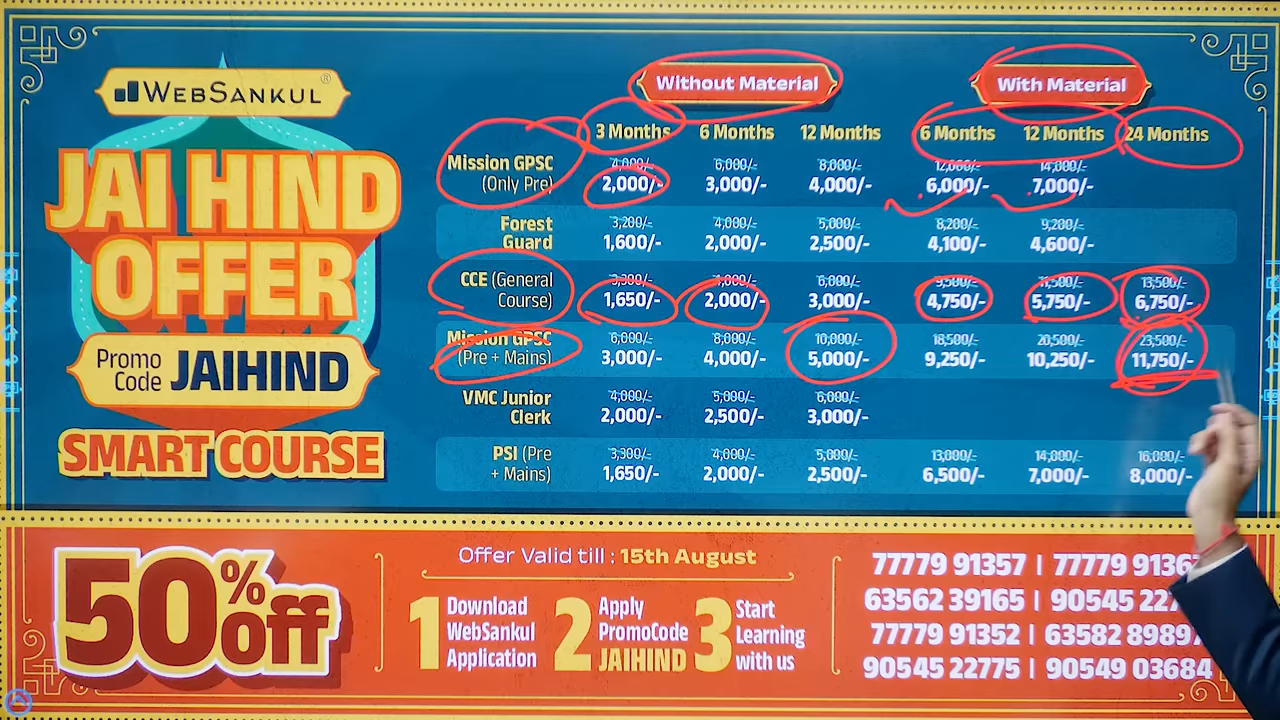 WEBSANKUL®
JAI HIND
OFFER
Promo Code JAIHIND
SMART COURSE
Without Material With Material
3 Months 6 Months 12 Months 6 Months 12 Months 24 Months
Mission GPSC (Only Pre)
4,000/- 6,000/- 8,000/- 12,000/- 14,000/-
2,000/- 3,000/- 4,000/- 6,000/- 7,000/-
Forest Guard
3,200/- 4,000/- 5,000/- 8,200/- 9,200/-
1,600/- 2,000/- 2,500/- 4,100/- 4,600/-
CCE (General Course)
3,300/- 4,000/- 6,000/- 9,500/- 11,500/- 13,500/-
1,650/- 2,000/- 3,000/- 4,750/- 5,750/- 6,750/-
Mission GPSC (Pre + Mains)
6,000/- 8,000/- 10,000/- 18,500/- 20,500/- 23,500/-
3,000/- 4,000/- 5,000/- 9,250/- 10,250/- 11,750/-
VMC Junior Clerk
4,000/- 5,000/- 6,000/-
2,000/- 2,500/- 3,000/-
PSI (Pre + Mains)
3,300/- 4,000/- 5,000/- 13,000/- 14,000/- 16,000/-
1,650/- 2,000/- 2,500/- 6,500/- 7,000/- 8,000/-
50% off
Offer Valid till : 15th August
1 Download WebSankul Application
2 Apply PromoCode JAIHIND
3 Start Learning with us
77779 91357 | 77779 9136
63562 39165 | 90545 22
77779 91352 | 63582 8989
90545 22775 | 90549 03684